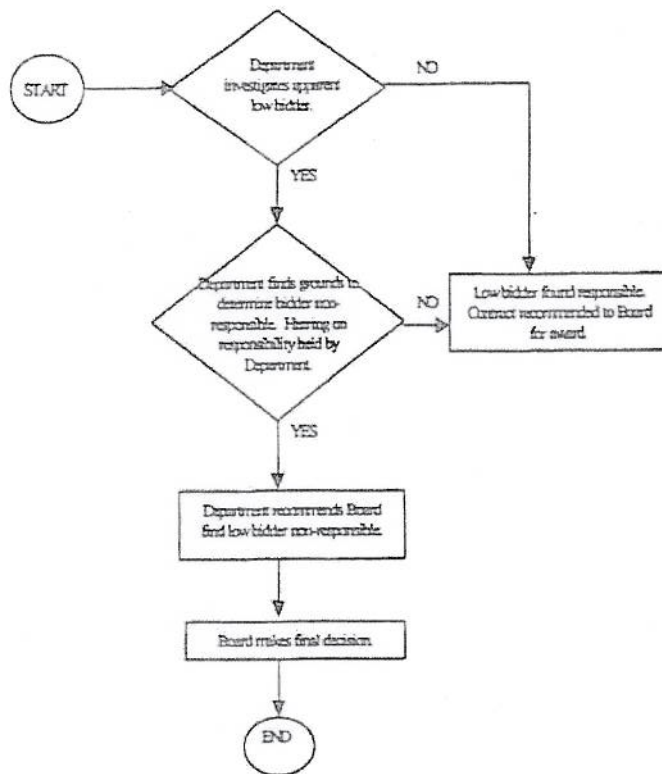 START
Department
investigates apparent
low bidder.
NO
YES
Department finds grounds to
determine bidder non-
responsible. Hearing on
responsibility held by
Department.
NO
Low bidder found responsible.
Contract recommended to Board
for award.
YES
Department recommends Board
find low bidder non-responsible.
Board makes final decision.
END